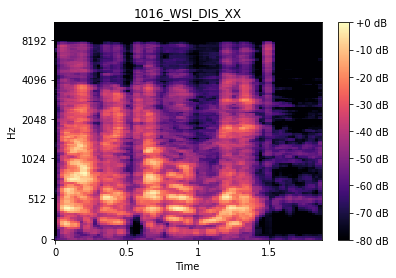 1016_WSI_DIS_XX
+0 dB
8192
-10 dB
4096
-20 dB
-30 dB
2048
Hz
-40 dB
1024
-50 dB
512
-60 dB
-70 dB
0
-80 dB
0 0.5 1 1.5
Time